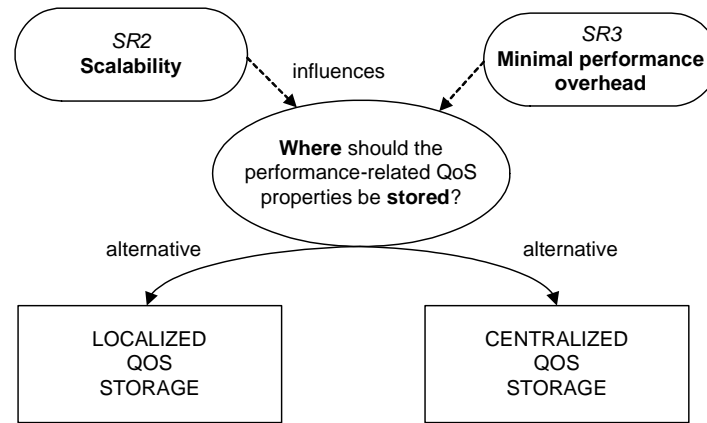 SR2
Scalability
SR3
Minimal performance
overhead
influences
Where should the
performance-related QoS
properties be stored?
alternative
alternative
LOCALIZED
QOS
STORAGE
CENTRALIZED
QOS
STORAGE